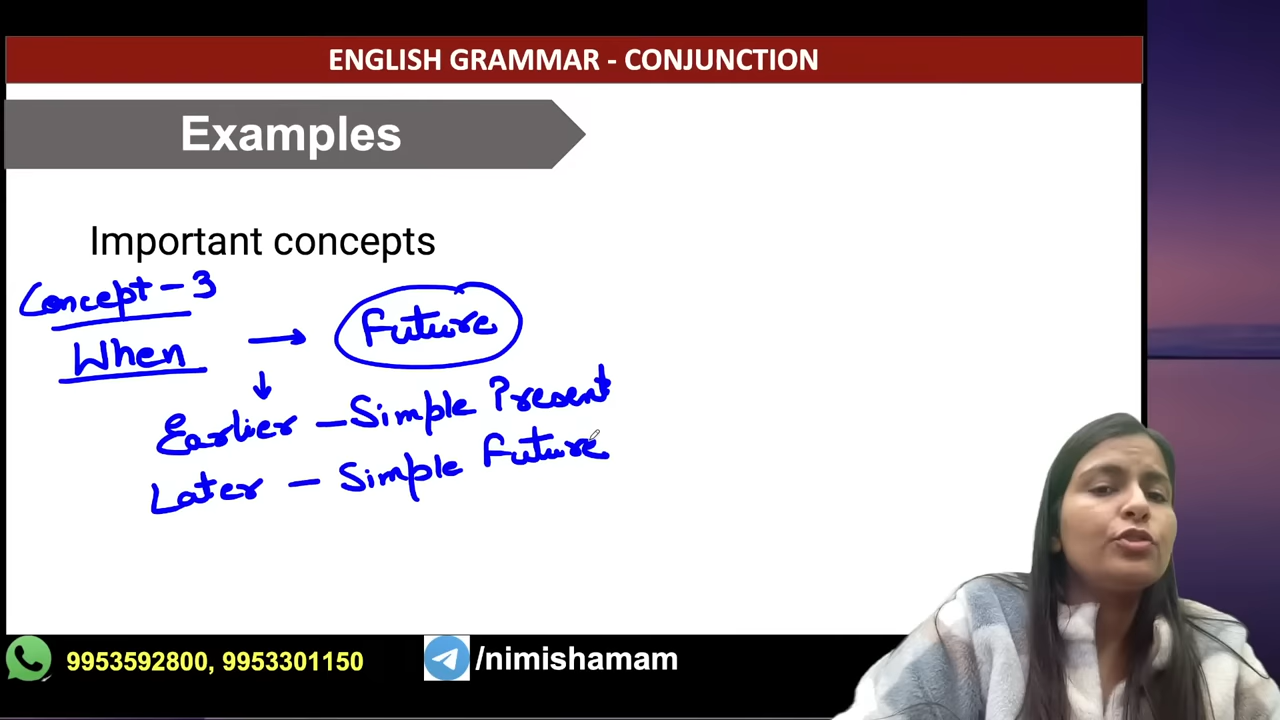 ENGLISH GRAMMAR - CONJUNCTION
Examples
Important concepts
Concept - 3
When → Future
↓
Earlier - Simple Present
Later - Simple Future
9953592800, 9953301150
/nimishamam